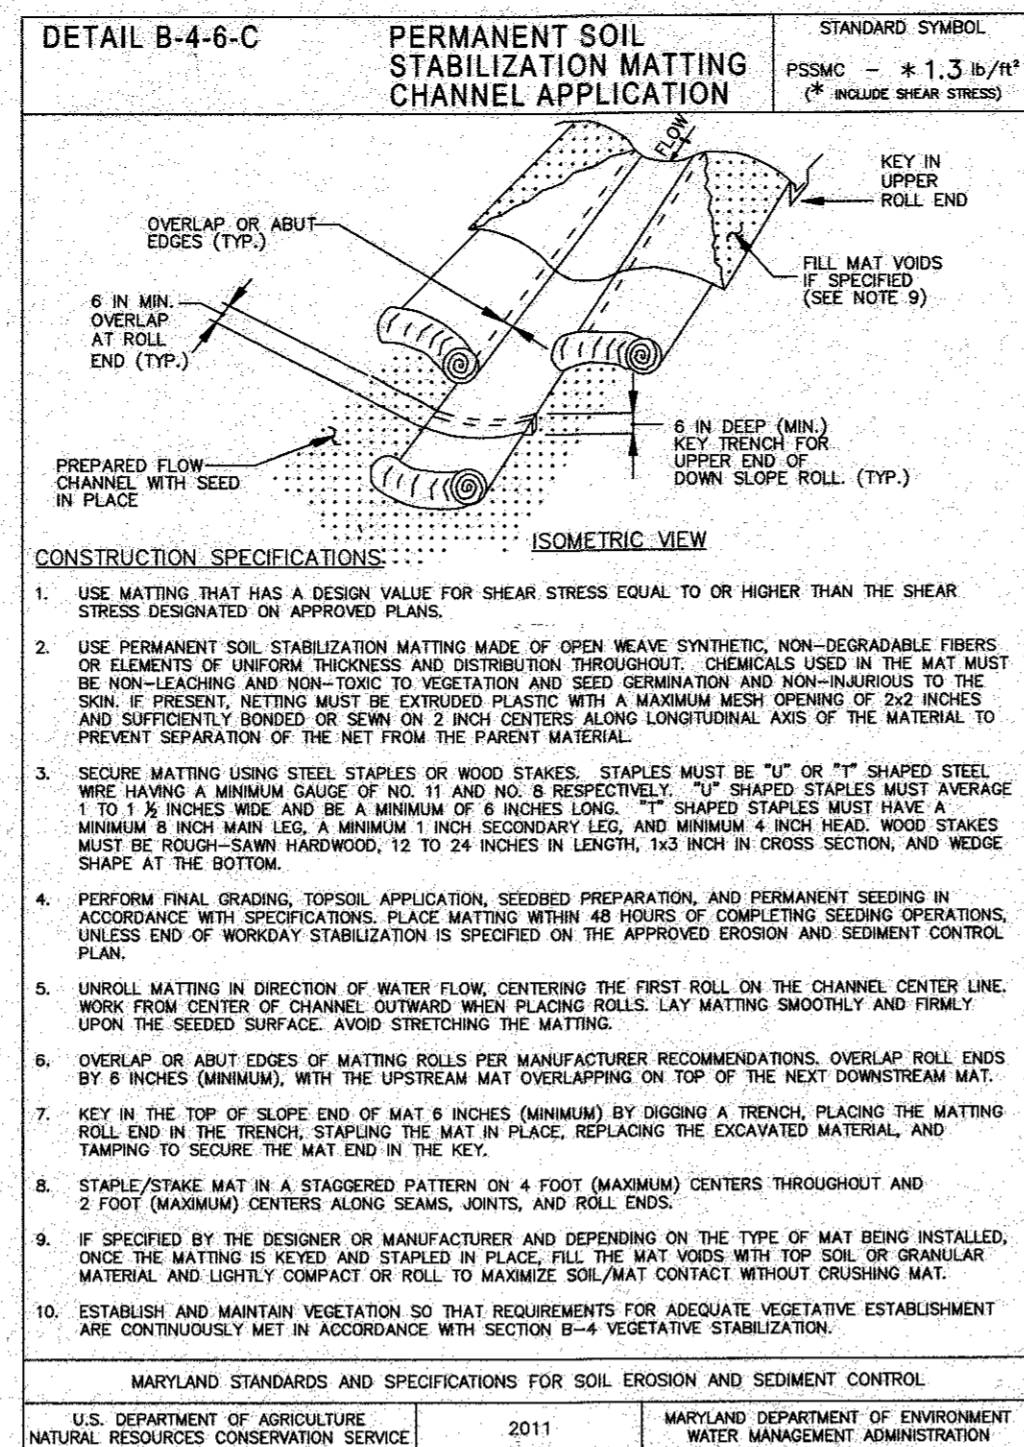 DETAIL B-4-6-C
PERMANENT SOIL
STABILIZATION MATTING
CHANNEL APPLICATION
STANDARD SYMBOL
PSSMC - * 1.3 lb/ft²
(* INCLUDE SHEAR STRESS)
FLOW
KEY IN
UPPER
ROLL END
OVERLAP OR ABUT
EDGES (TYP.)
FILL MAT VOIDS
IF SPECIFIED
(SEE NOTE 9)
6 IN MIN.
OVERLAP
AT ROLL
END (TYP.)
6 IN DEEP (MIN.)
KEY TRENCH FOR
UPPER END OF
DOWN SLOPE ROLL. (TYP.)
PREPARED FLOW
CHANNEL WITH SEED
IN PLACE
ISOMETRIC VIEW
CONSTRUCTION SPECIFICATIONS:
1. USE MATTING THAT HAS A DESIGN VALUE FOR SHEAR STRESS EQUAL TO OR HIGHER THAN THE SHEAR
STRESS DESIGNATED ON APPROVED PLANS.
2. USE PERMANENT SOIL STABILIZATION MATTING MADE OF OPEN WEAVE SYNTHETIC, NON-DEGRADABLE FIBERS
OR ELEMENTS OF UNIFORM THICKNESS AND DISTRIBUTION THROUGHOUT. CHEMICALS USED IN THE MAT MUST
BE NON-LEACHING AND NON-TOXIC TO VEGETATION AND SEED GERMINATION AND NON-INJURIOUS TO THE
SKIN. IF PRESENT, NETTING MUST BE EXTRUDED PLASTIC WITH A MAXIMUM MESH OPENING OF 2x2 INCHES
AND SUFFICIENTLY BONDED OR SEWN ON 2 INCH CENTERS ALONG LONGITUDINAL AXIS OF THE MATERIAL TO
PREVENT SEPARATION OF THE NET FROM THE PARENT MATERIAL.
3. SECURE MATTING USING STEEL STAPLES OR WOOD STAKES. STAPLES MUST BE "U" OR "T" SHAPED STEEL
WIRE HAVING A MINIMUM GAUGE OF NO. 11 AND NO. 8 RESPECTIVELY. "U" SHAPED STAPLES MUST AVERAGE
1 TO 1 ½ INCHES WIDE AND BE A MINIMUM OF 6 INCHES LONG. "T" SHAPED STAPLES MUST HAVE A
MINIMUM 8 INCH MAIN LEG, A MINIMUM 1 INCH SECONDARY LEG, AND MINIMUM 4 INCH HEAD. WOOD STAKES
MUST BE ROUGH-SAWN HARDWOOD, 12 TO 24 INCHES IN LENGTH, 1x3 INCH IN CROSS SECTION, AND WEDGE
SHAPE AT THE BOTTOM.
4. PERFORM FINAL GRADING, TOPSOIL APPLICATION, SEEDBED PREPARATION, AND PERMANENT SEEDING IN
ACCORDANCE WITH SPECIFICATIONS. PLACE MATTING WITHIN 48 HOURS OF COMPLETING SEEDING OPERATIONS,
UNLESS END OF WORKDAY STABILIZATION IS SPECIFIED ON THE APPROVED EROSION AND SEDIMENT CONTROL
PLAN.
5. UNROLL MATTING IN DIRECTION OF WATER FLOW, CENTERING THE FIRST ROLL ON THE CHANNEL CENTER LINE.
WORK FROM CENTER OF CHANNEL OUTWARD WHEN PLACING ROLLS. LAY MATTING SMOOTHLY AND FIRMLY
UPON THE SEEDED SURFACE. AVOID STRETCHING THE MATTING.
6. OVERLAP OR ABUT EDGES OF MATTING ROLLS PER MANUFACTURER RECOMMENDATIONS. OVERLAP ROLL ENDS
BY 6 INCHES (MINIMUM), WITH THE UPSTREAM MAT OVERLAPPING ON TOP OF THE NEXT DOWNSTREAM MAT.
7. KEY IN THE TOP OF SLOPE END OF MAT 6 INCHES (MINIMUM) BY DIGGING A TRENCH, PLACING THE MATTING
ROLL END IN THE TRENCH, STAPLING THE MAT IN PLACE, REPLACING THE EXCAVATED MATERIAL, AND
TAMPING TO SECURE THE MAT END IN THE KEY.
8. STAPLE/STAKE MAT IN A STAGGERED PATTERN ON 4 FOOT (MAXIMUM) CENTERS THROUGHOUT AND
2 FOOT (MAXIMUM) CENTERS ALONG SEAMS, JOINTS, AND ROLL ENDS.
9. IF SPECIFIED BY THE DESIGNER OR MANUFACTURER AND DEPENDING ON THE TYPE OF MAT BEING INSTALLED,
ONCE THE MATTING IS KEYED AND STAPLED IN PLACE, FILL THE MAT VOIDS WITH TOP SOIL OR GRANULAR
MATERIAL AND LIGHTLY COMPACT OR ROLL TO MAXIMIZE SOIL/MAT CONTACT WITHOUT CRUSHING MAT.
10. ESTABLISH AND MAINTAIN VEGETATION SO THAT REQUIREMENTS FOR ADEQUATE VEGETATIVE ESTABLISHMENT
ARE CONTINUOUSLY MET IN ACCORDANCE WITH SECTION B-4 VEGETATIVE STABILIZATION.
MARYLAND STANDARDS AND SPECIFICATIONS FOR SOIL EROSION AND SEDIMENT CONTROL
U.S. DEPARTMENT OF AGRICULTURE
NATURAL RESOURCES CONSERVATION SERVICE
2011
MARYLAND DEPARTMENT OF ENVIRONMENT
WATER MANAGEMENT ADMINISTRATION